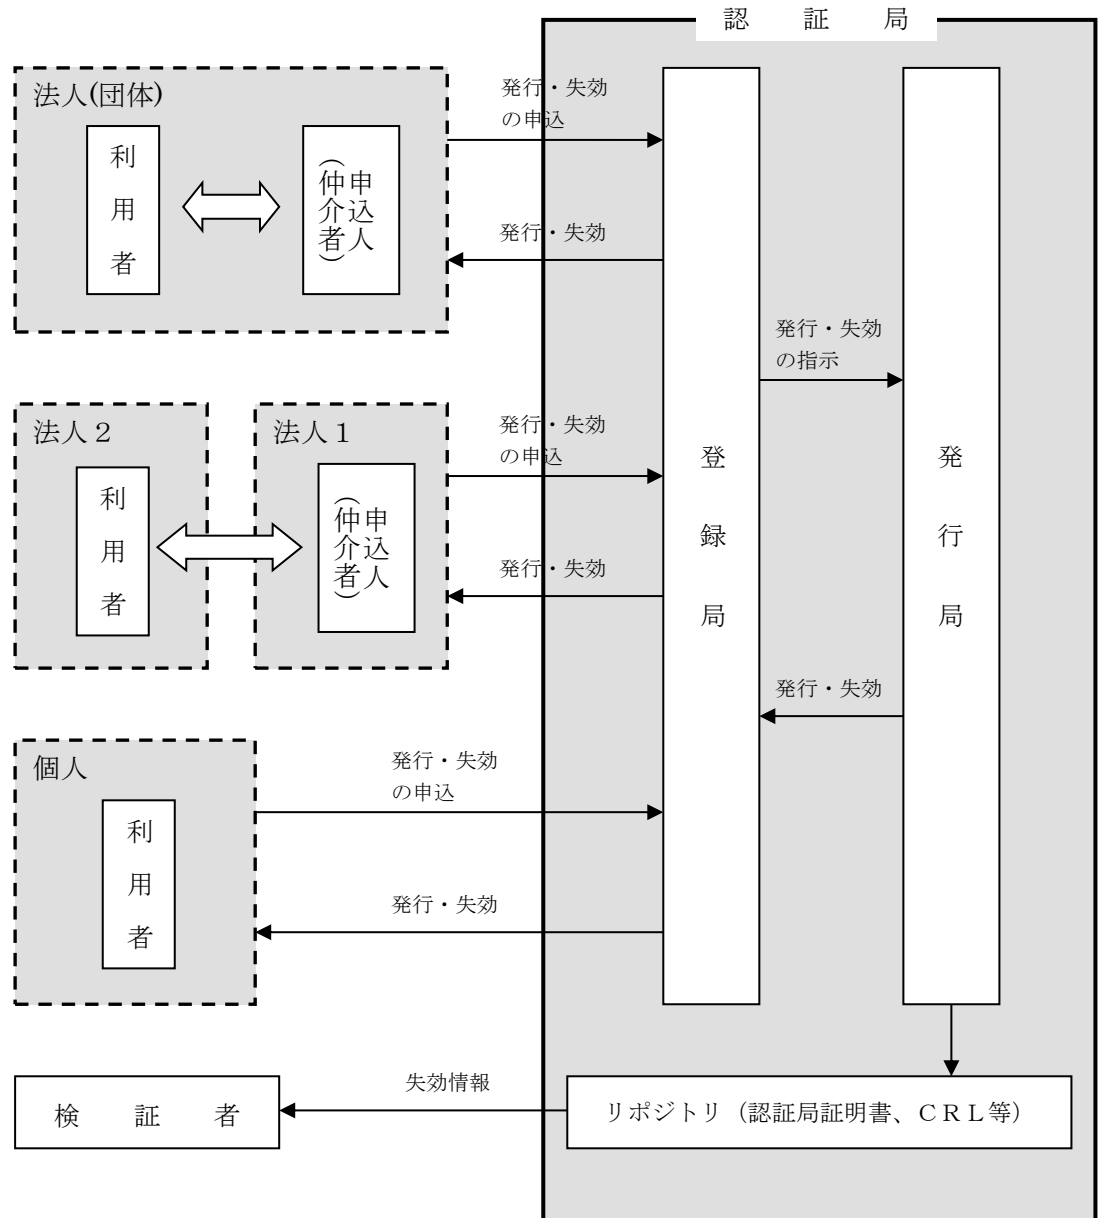 認証局
法人(団体)
利用者
申込人
(仲介者)
発行・失効
の申込
発行・失効
発行・失効
の指示
法人２
利用者
法人１
申込人
(仲介者)
発行・失効
の申込
発行・失効
登録局
発行局
発行・失効
個人
利用者
発行・失効
の申込
発行・失効
検証者
失効情報
リポジトリ（認証局証明書、ＣＲＬ等）